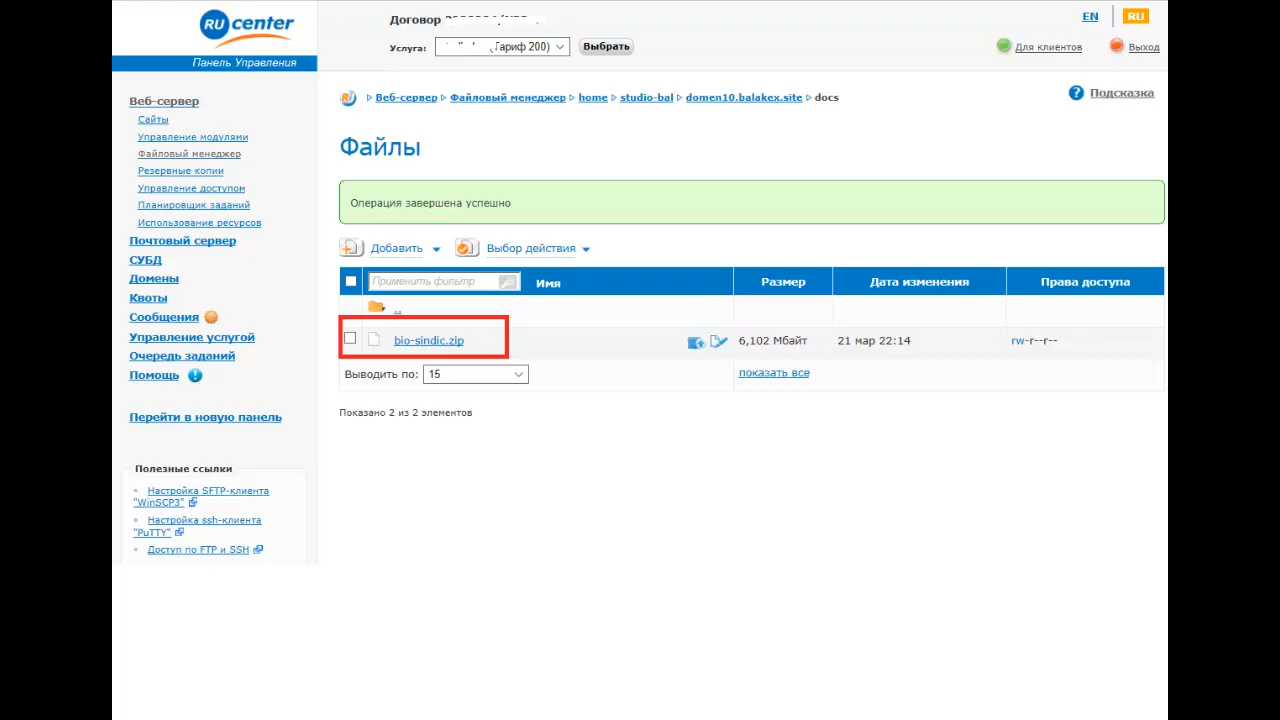 RU center
Панель Управления
Договор
Услуга: Тариф 200) Выбрать
EN RU
Для клиентов Выход
Веб-сервер
Сайты
Управление модулями
Файловый менеджер
Резервные копии
Управление доступом
Планировщик заданий
Использование ресурсов
Почтовый сервер
СУБД
Домены
Квоты
Сообщения
Управление услугой
Очередь заданий
Помощь
Перейти в новую панель
Полезные ссылки
Настройка SFTP-клиента
"WinSCP3"
Настройка ssh-клиента
"PuTTY"
Доступ по FTP и SSH
Веб-сервер Файловый менеджер home studio-bal domen10.balakex.site docs
Подсказка
Файлы
Операция завершена успешно
Добавить Выбор действия
Применить фильтр Имя Размер Дата изменения Права доступа
..
bio-sindic.zip 6,102 Мбайт 21 мар 22:14 rw-r--r--
Выводить по: 15 показать все
Показано 2 из 2 элементов